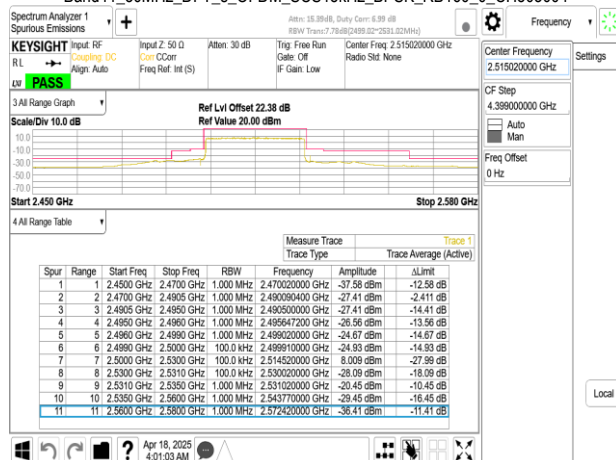 Spectrum Analyzer 1
Spurious Emissions
+
Attn: 15.39dB, Duty Corr: 6.99 dB
RBW Trans:7.78dB(2499.02~
Frequency
KEYSIGHT
RL
PASS
Input: RF
Coupling: DC
Align: Auto
Input Z: 50 Ω
Corr CCorr
Freq Ref: Int (S)
Atten: 30 dB
Trig: Free Run
Gate: Off
IF Gain: Low
Center Freq: 2.515020000 GHz
Radio Std: None
Center Frequency
2.515020000 GHz
Settings
CF Step
4.399000000 GHz
Auto
Man
Freq Offset
0 Hz
3 All Range Graph
Scale/Div 10.0 dB
Ref Lvl Offset 22.38 dB
Ref Value 20.00 dBm
10.0
-10.0
-30.0
-50.0
-70.0
Start 2.450 GHz
Stop 2.580 GHz
4 All Range Table
Measure Trace Trace 1
Trace Type Trace Average (Active)
Spur Range Start Freq Stop Freq RBW Frequency Amplitude ΔLimit
1 1 2.4500 GHz 2.4700 GHz 1.000 MHz 2.470020000 GHz -37.58 dBm -12.58 dB
2 2 2.4700 GHz 2.4905 GHz 1.000 MHz 2.490090400 GHz -27.41 dBm -2.411 dB
3 3 2.4905 GHz 2.4950 GHz 1.000 MHz 2.490500000 GHz -27.41 dBm -14.41 dB
4 4 2.4950 GHz 2.4960 GHz 1.000 MHz 2.495647200 GHz -26.56 dBm -13.56 dB
5 5 2.4960 GHz 2.4990 GHz 1.000 MHz 2.499020000 GHz -24.67 dBm -14.67 dB
6 6 2.4990 GHz 2.5000 GHz 100.0 kHz 2.499910000 GHz -24.93 dBm -14.93 dB
7 7 2.5000 GHz 2.5300 GHz 100.0 kHz 2.514520000 GHz 8.009 dBm -27.99 dB
8 8 2.5300 GHz 2.5310 GHz 100.0 kHz 2.530020000 GHz -28.09 dBm -18.09 dB
9 9 2.5310 GHz 2.5350 GHz 1.000 MHz 2.531020000 GHz -20.45 dBm -10.45 dB
10 10 2.5350 GHz 2.5600 GHz 1.000 MHz 2.543770000 GHz -29.45 dBm -16.45 dB
11 11 2.5600 GHz 2.5800 GHz 1.000 MHz 2.572420000 GHz -36.41 dBm -11.41 dB
Local
?
Apr 18, 2025
4:01:03 AM